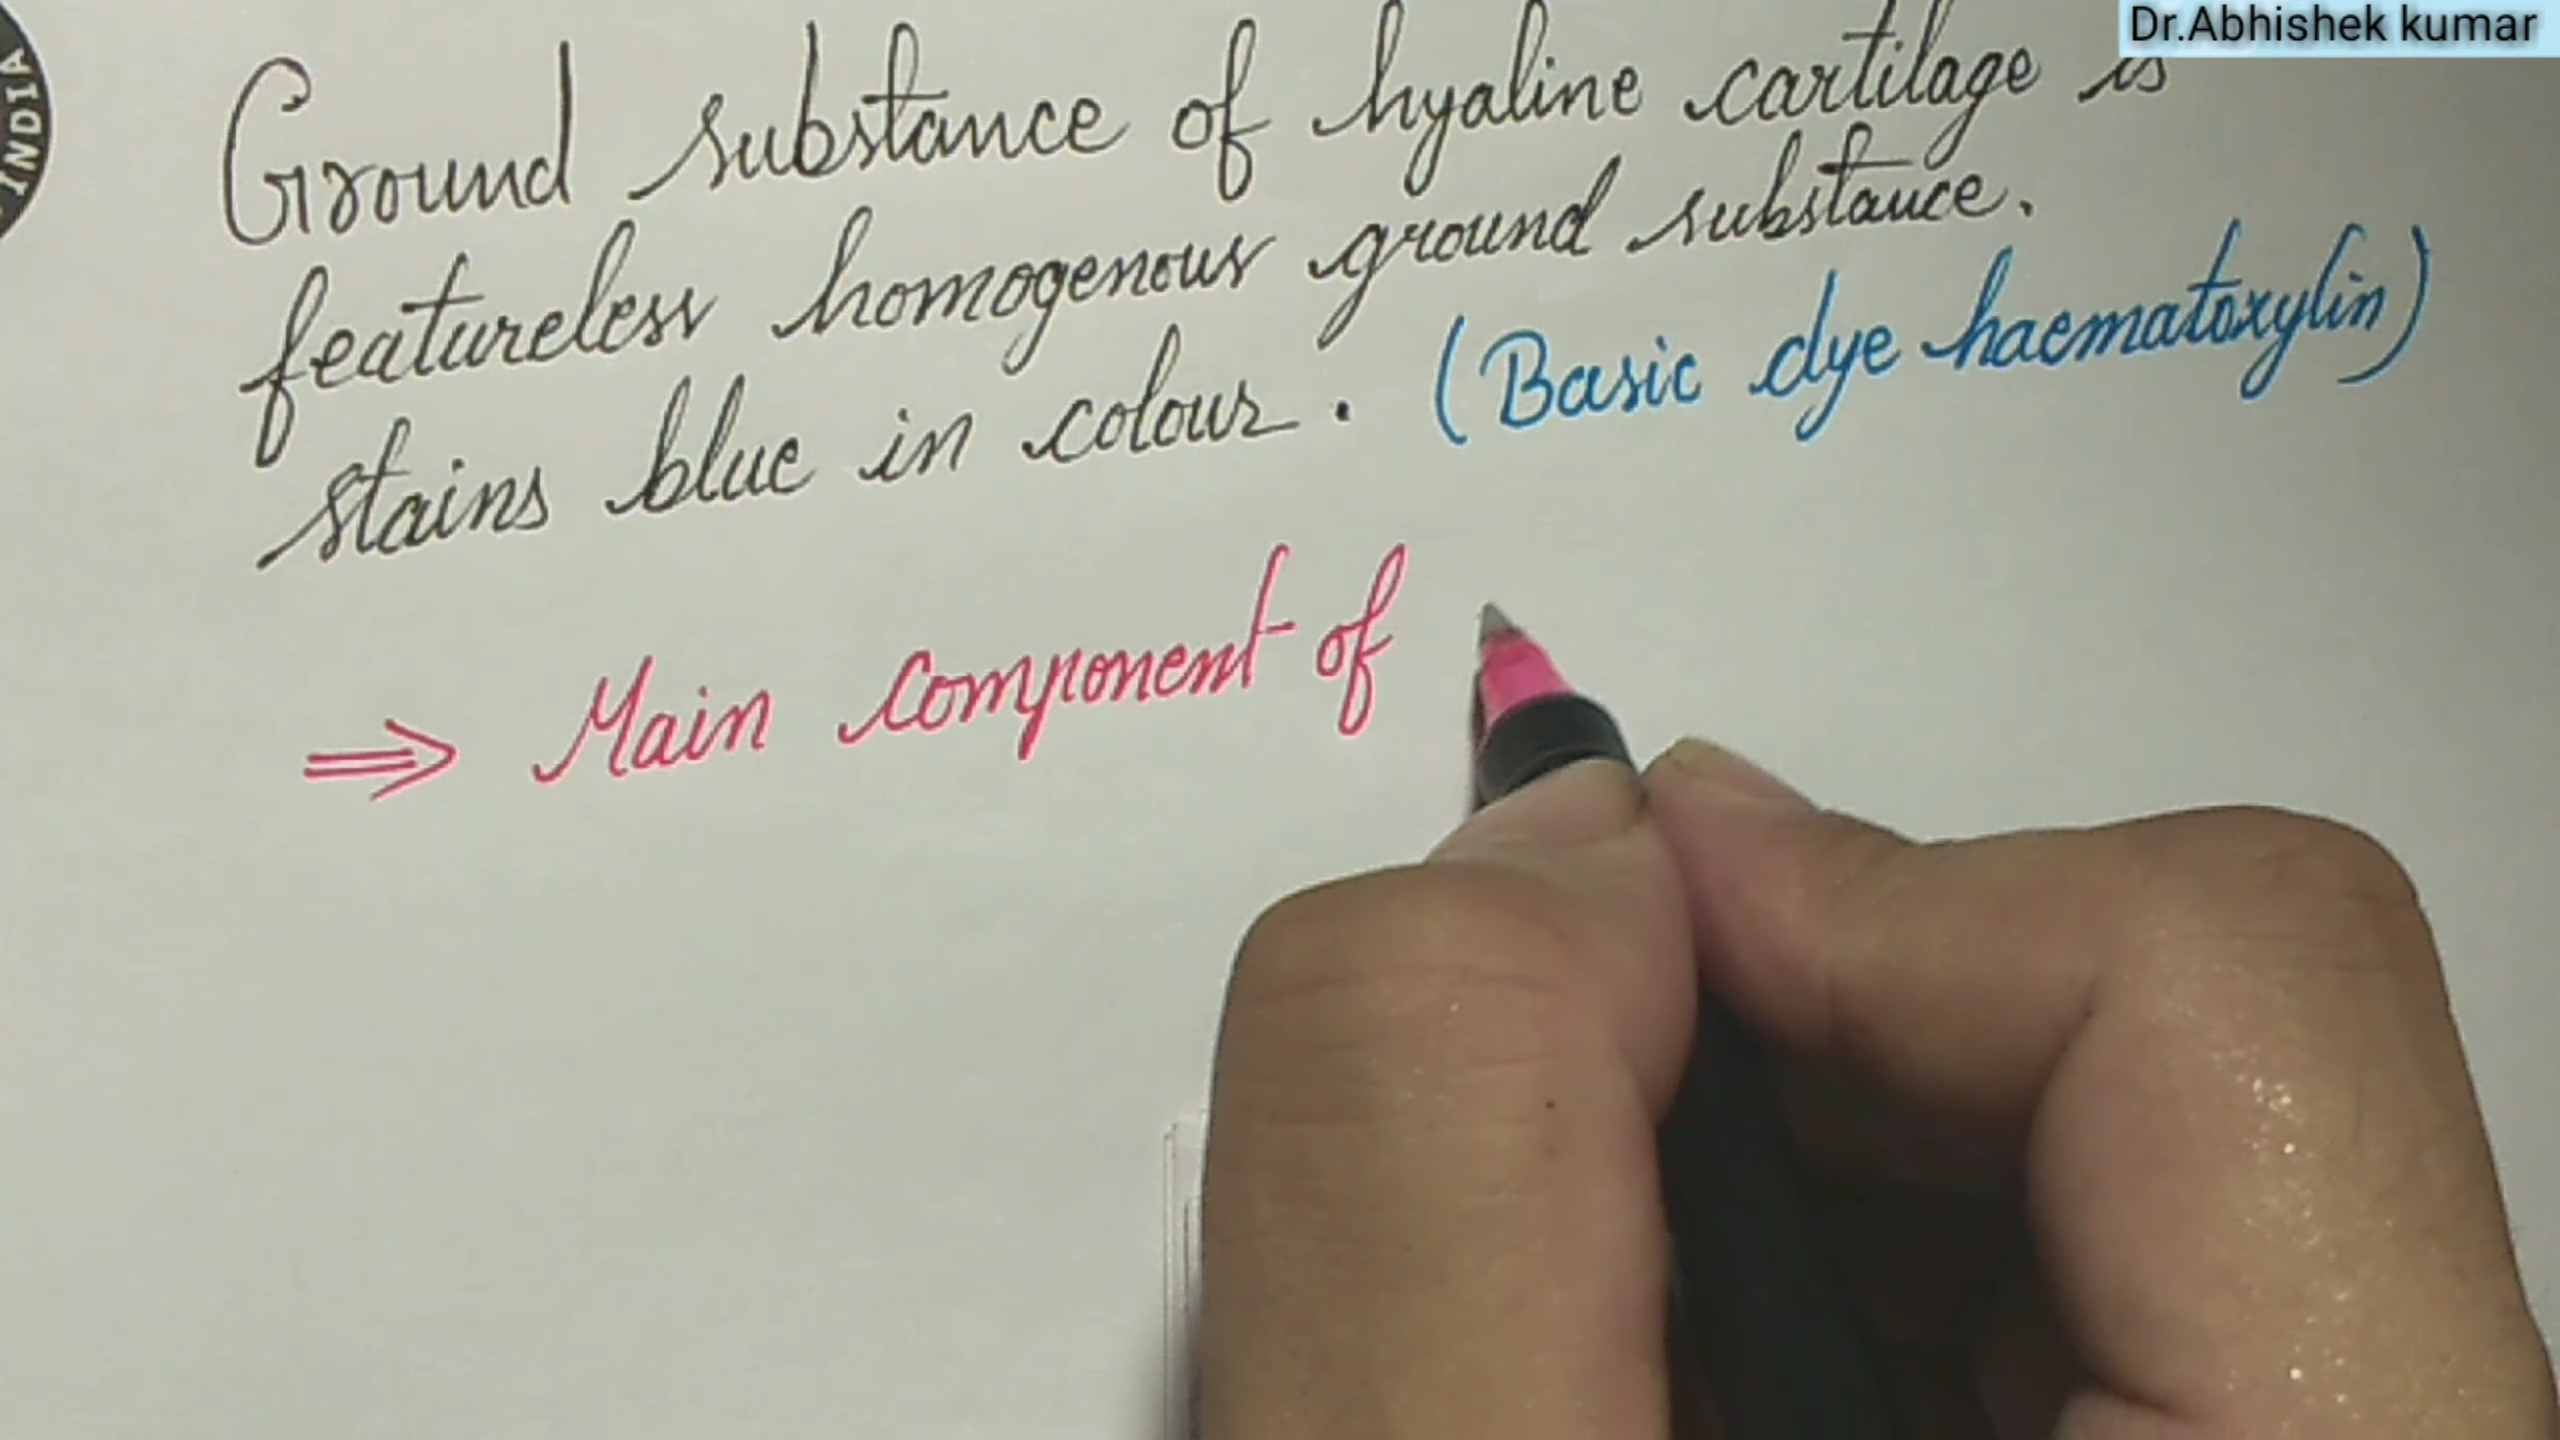 Dr.Abhishek kumar
INDIA
Ground substance of hyaline cartilage is
featureless homogenous ground substance.
stains blue in colour. (Basic dye haematoxylin)
⇒ Main component of